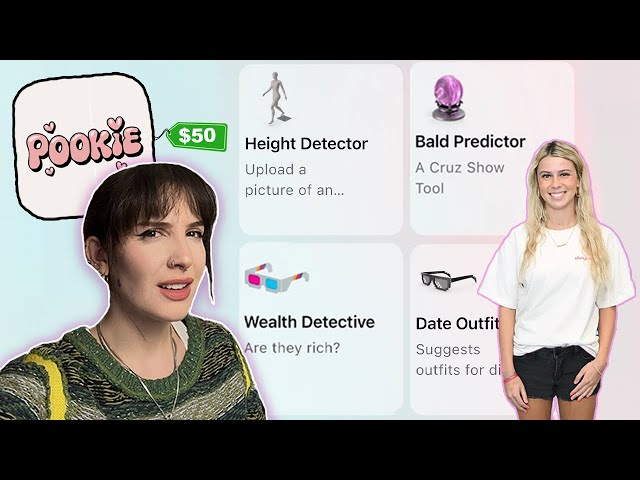 POOKIE
$50
Height Detector
Upload a
picture of an...
Bald Predictor
A Cruz Show
Tool
Wealth Detective
Are they rich?
Date Outfit
Suggests
outfits for di